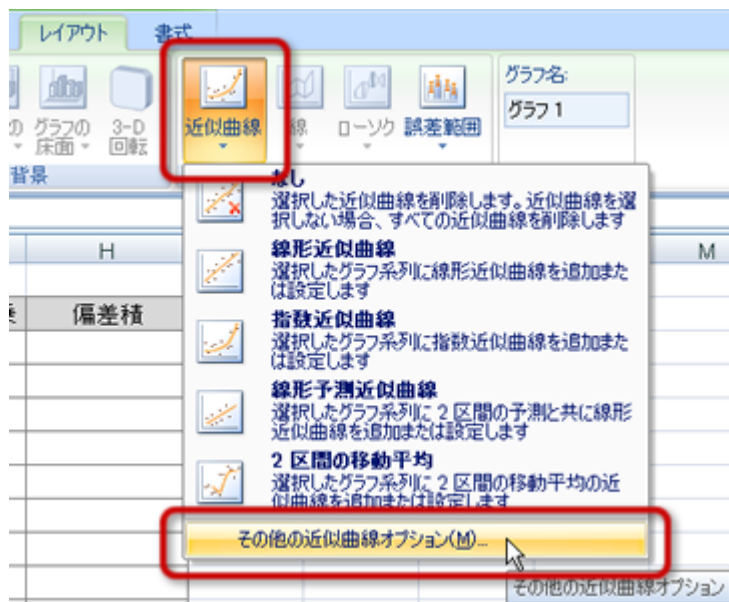 レイアウト 書式
近似曲線 線 ローソク 誤差範囲
グラフの床面 3-D 回転
グラフ名:
グラフ 1
背景
なし
選択した近似曲線を削除します。近似曲線を選
択しない場合、すべての近似曲線を削除します
線形近似曲線
選択したグラフ系列に線形近似曲線を追加また
は設定します
指数近似曲線
選択したグラフ系列に指数近似曲線を追加また
は設定します
線形予測近似曲線
選択したグラフ系列に 2 区間の予測と共に線形
近似曲線を追加または設定します
2 区間の移動平均
選択したグラフ系列に 2 区間の移動平均の近
似曲線を追加または設定します
その他の近似曲線オプション(M)...
その他の近似曲線オプション
H M
偏差積